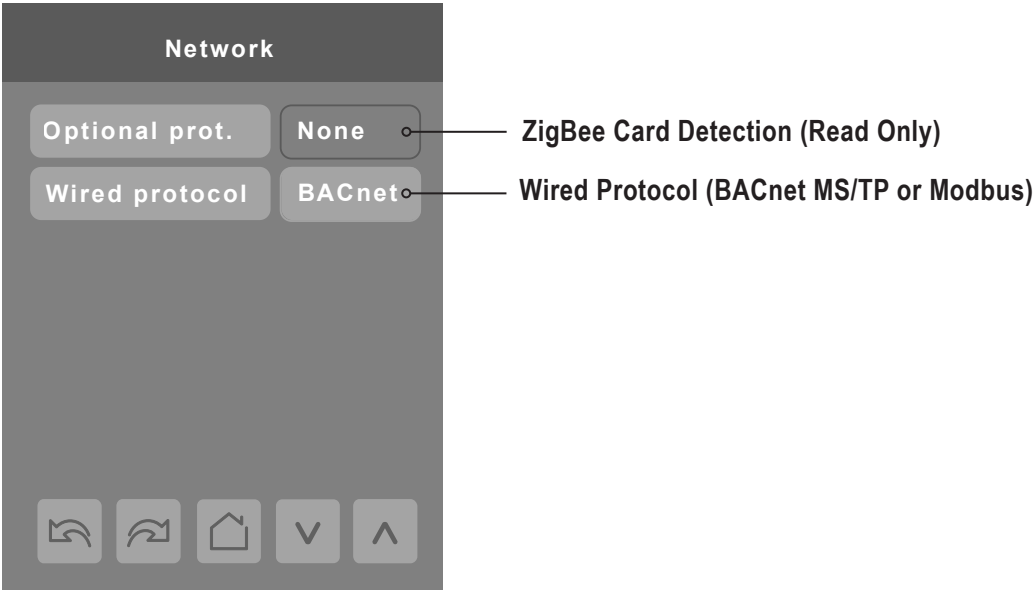 Network
Optional prot. None ZigBee Card Detection (Read Only)
Wired protocol BACnet Wired Protocol (BACnet MS/TP or Modbus)